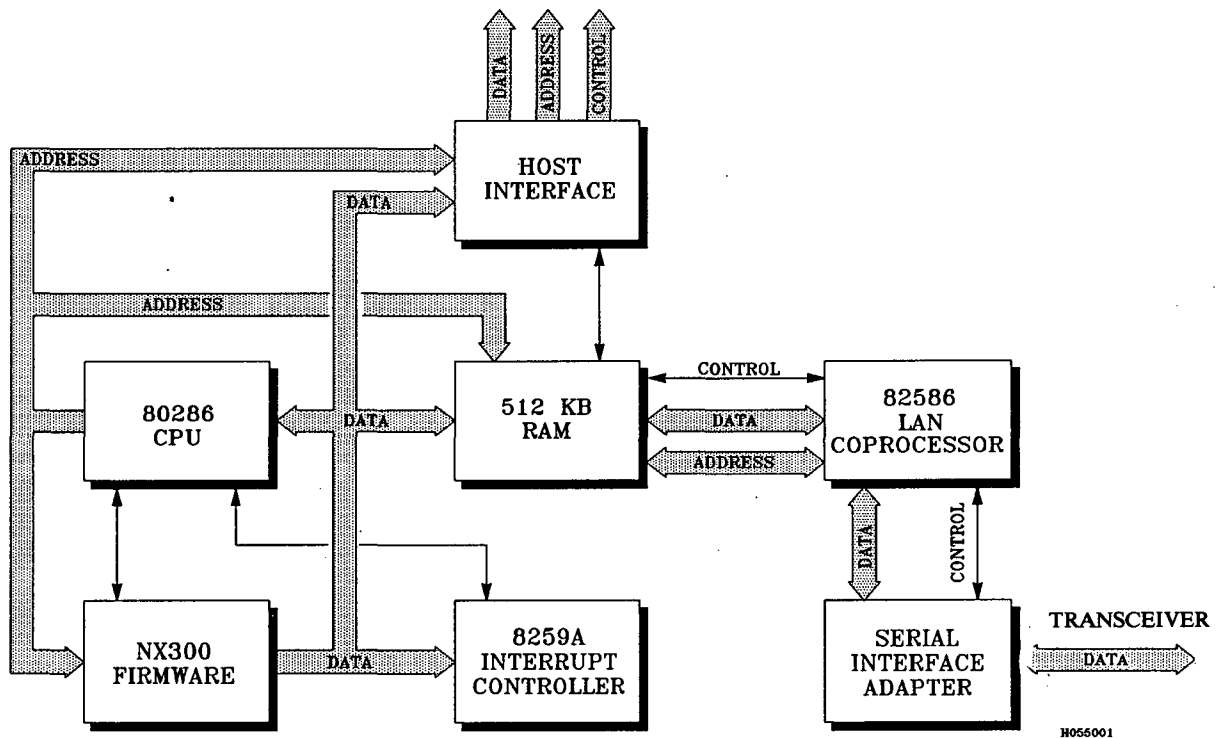 DATA
ADDRESS
CONTROL
ADDRESS
HOST
INTERFACE
DATA
ADDRESS
80286
CPU
DATA
512 KB
RAM
CONTROL
DATA
ADDRESS
82586
LAN
COPROCESSOR
DATA
CONTROL
NX300
FIRMWARE
DATA
8259A
INTERRUPT
CONTROLLER
SERIAL
INTERFACE
ADAPTER
TRANSCEIVER
DATA
H055001